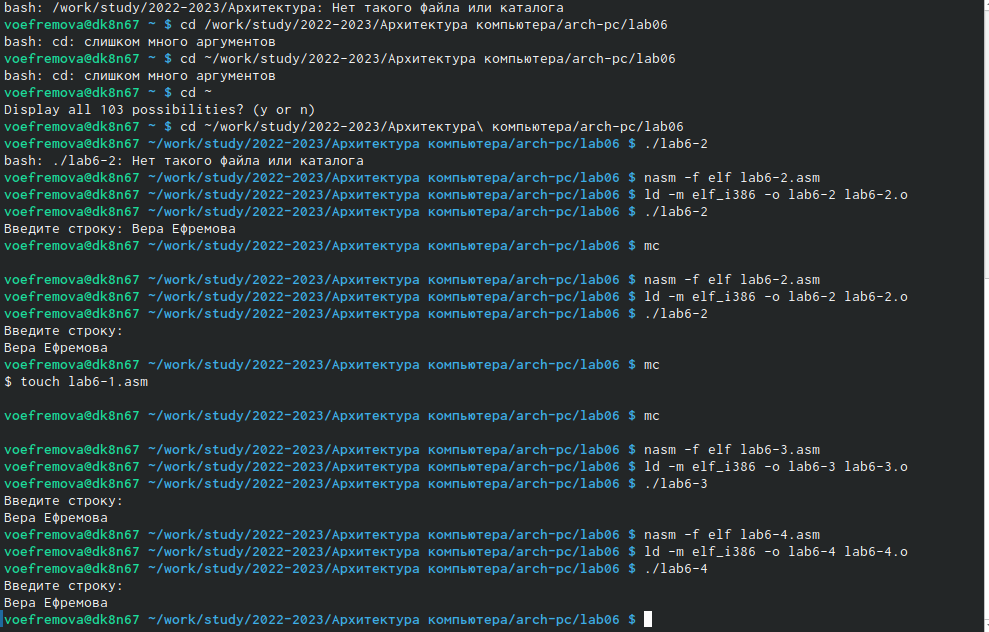 bash: /work/study/2022-2023/Архитектура: Нет такого файла или каталога
voefremova@dk8n67 ~ $ cd /work/study/2022-2023/Архитектура компьютера/arch-pc/lab06
bash: cd: слишком много аргументов
voefremova@dk8n67 ~ $ cd ~/work/study/2022-2023/Архитектура компьютера/arch-pc/lab06
bash: cd: слишком много аргументов
voefremova@dk8n67 ~ $ cd ~
Display all 103 possibilities? (y or n)
voefremova@dk8n67 ~ $ cd ~/work/study/2022-2023/Архитектура\ компьютера/arch-pc/lab06
voefremova@dk8n67 ~/work/study/2022-2023/Архитектура компьютера/arch-pc/lab06 $ ./lab6-2
bash: ./lab6-2: Нет такого файла или каталога
voefremova@dk8n67 ~/work/study/2022-2023/Архитектура компьютера/arch-pc/lab06 $ nasm -f elf lab6-2.asm
voefremova@dk8n67 ~/work/study/2022-2023/Архитектура компьютера/arch-pc/lab06 $ ld -m elf_i386 -o lab6-2 lab6-2.o
voefremova@dk8n67 ~/work/study/2022-2023/Архитектура компьютера/arch-pc/lab06 $ ./lab6-2
Введите строку: Вера Ефремова
voefremova@dk8n67 ~/work/study/2022-2023/Архитектура компьютера/arch-pc/lab06 $ mc
voefremova@dk8n67 ~/work/study/2022-2023/Архитектура компьютера/arch-pc/lab06 $ nasm -f elf lab6-2.asm
voefremova@dk8n67 ~/work/study/2022-2023/Архитектура компьютера/arch-pc/lab06 $ ld -m elf_i386 -o lab6-2 lab6-2.o
voefremova@dk8n67 ~/work/study/2022-2023/Архитектура компьютера/arch-pc/lab06 $ ./lab6-2
Введите строку:
Вера Ефремова
voefremova@dk8n67 ~/work/study/2022-2023/Архитектура компьютера/arch-pc/lab06 $ mc
$ touch lab6-1.asm
voefremova@dk8n67 ~/work/study/2022-2023/Архитектура компьютера/arch-pc/lab06 $ mc
voefremova@dk8n67 ~/work/study/2022-2023/Архитектура компьютера/arch-pc/lab06 $ nasm -f elf lab6-3.asm
voefremova@dk8n67 ~/work/study/2022-2023/Архитектура компьютера/arch-pc/lab06 $ ld -m elf_i386 -o lab6-3 lab6-3.o
voefremova@dk8n67 ~/work/study/2022-2023/Архитектура компьютера/arch-pc/lab06 $ ./lab6-3
Введите строку:
Вера Ефремова
voefremova@dk8n67 ~/work/study/2022-2023/Архитектура компьютера/arch-pc/lab06 $ nasm -f elf lab6-4.asm
voefremova@dk8n67 ~/work/study/2022-2023/Архитектура компьютера/arch-pc/lab06 $ ld -m elf_i386 -o lab6-4 lab6-4.o
voefremova@dk8n67 ~/work/study/2022-2023/Архитектура компьютера/arch-pc/lab06 $ ./lab6-4
Введите строку:
Вера Ефремова
voefremova@dk8n67 ~/work/study/2022-2023/Архитектура компьютера/arch-pc/lab06 $